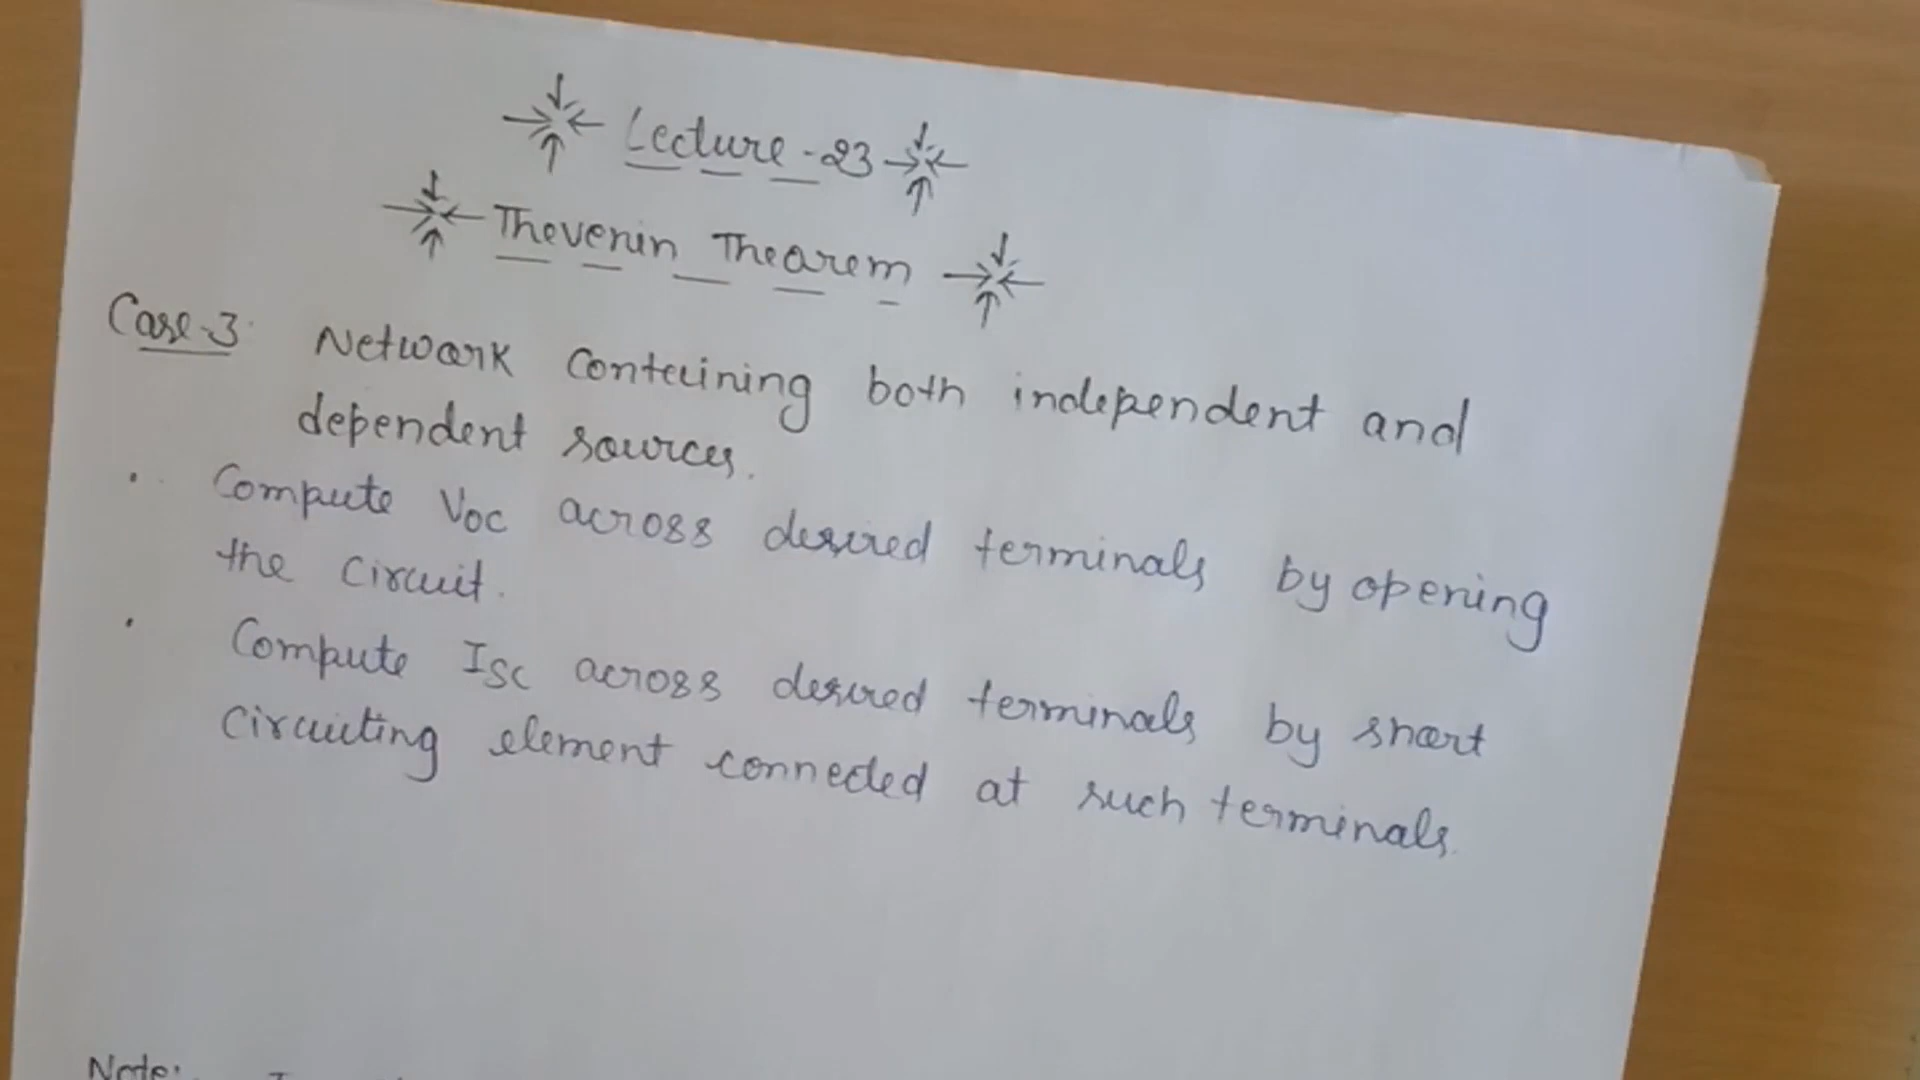 Lecture-23
Thevenin Thearem
Case-3 Network Containing both independent and
dependent sources.
. Compute Voc across desired terminals by opening
the circuit.
. Compute Isc across desired terminals by short
circuiting element connected at such terminals.
Note: